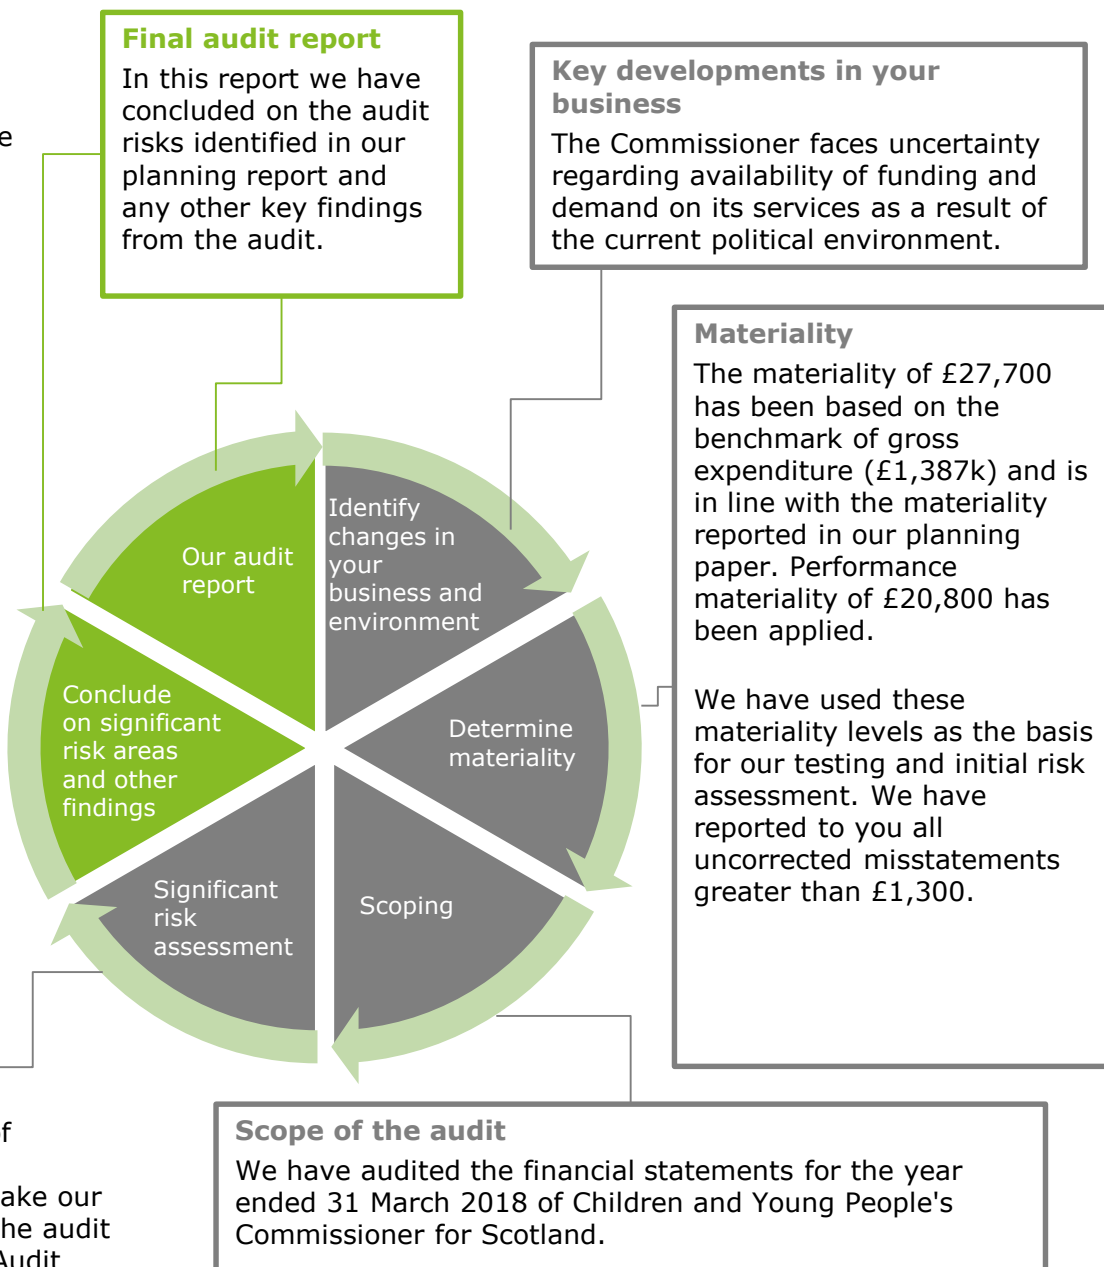 Final audit report
In this report we have
concluded on the audit
risks identified in our
planning report and
any other key findings
from the audit.
Key developments in your
business
The Commissioner faces uncertainty
regarding availability of funding and
demand on its services as a result of
the current political environment.
Materiality
The materiality of £27,700
has been based on the
benchmark of gross
expenditure (£1,387k) and is
in line with the materiality
reported in our planning
paper. Performance
materiality of £20,800 has
been applied.
We have used these
materiality levels as the basis
for our testing and initial risk
assessment. We have
reported to you all
uncorrected misstatements
greater than £1,300.
Our audit
report
Identify
changes in
your
business and
environment
Conclude
on significant
risk areas
and other
findings
Determine
materiality
Significant
risk
assessment
Scoping
he audit
Audit
Scope of the audit
We have audited the financial statements for the year
ended 31 March 2018 of Children and Young People's
Commissioner for Scotland.